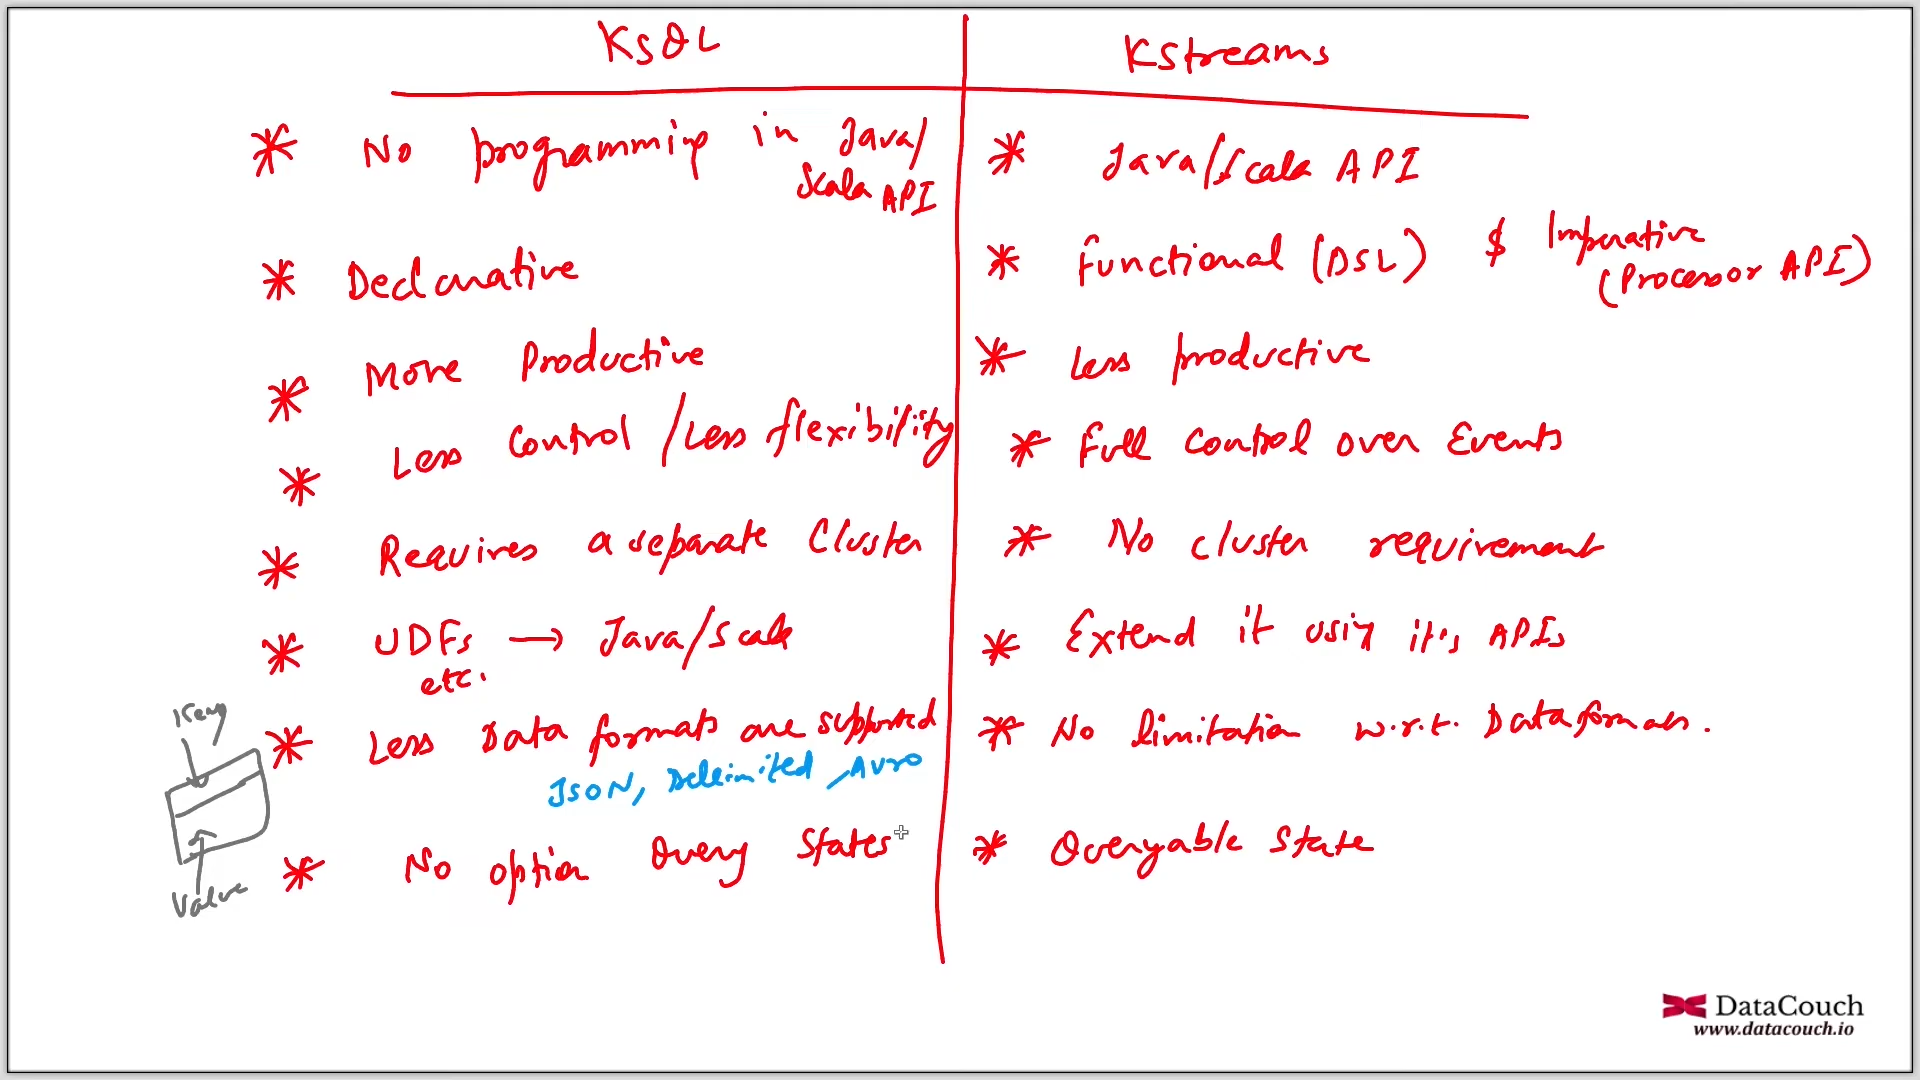 KSQL
KStreams
* No programming in Java/
Scala API
* Java/Scala API
* Declarative
* Functional (DSL) $ Imperative
(Processor API)
* More Productive
* Less productive
* Less Control / Less flexibility
* Full control over Events
* Requires a separate Cluster
* No cluster requirement
* UDFs → Java/Scala
etc.
* Extend it using it's APIs
Key
* Less Data formats are supported
JSON, Delimited, Avro
* No limitation w.r.t. Data formats.
* No option Query States
* Queryable State
Value
DataCouch
www.datacouch.io